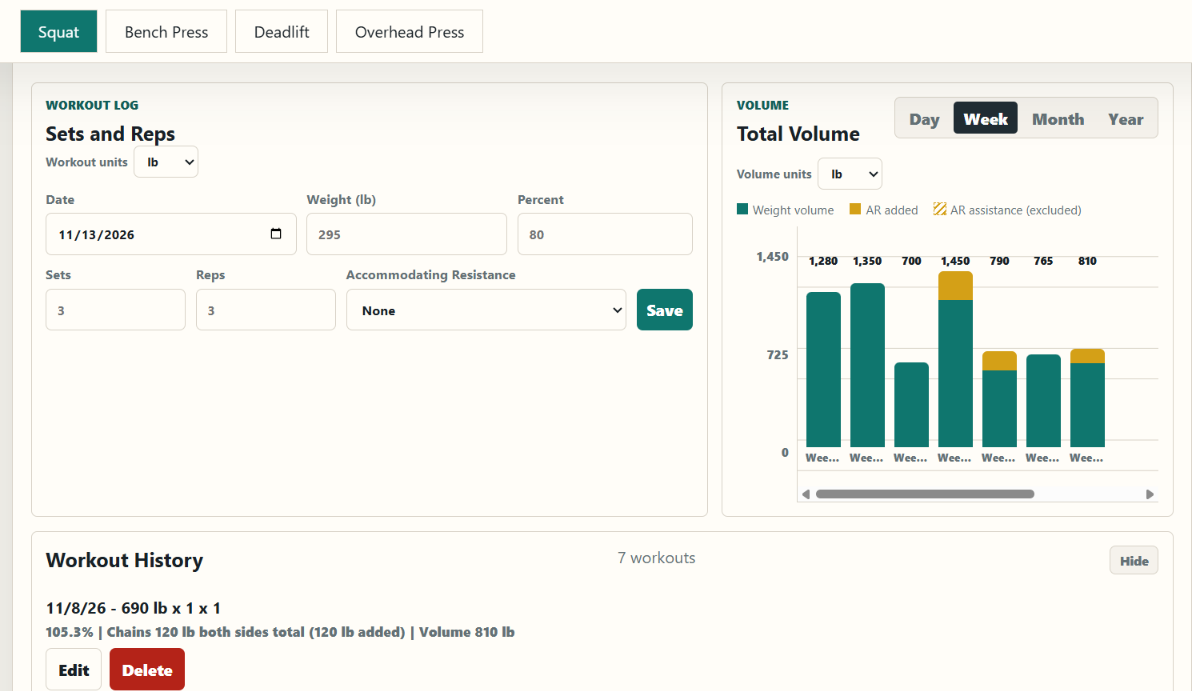 Squat Bench Press Deadlift Overhead Press
WORKOUT LOG
Sets and Reps
Workout units lb
Date Weight (lb) Percent
11/13/2026 295 80
Sets Reps Accommodating Resistance
3 3 None Save
VOLUME
Total Volume
Day Week Month Year
Volume units lb
Weight volume AR added AR assistance (excluded)
1,450
1,280 1,350 700 1,450 790 765 810
725
0
Wee... Wee... Wee... Wee... Wee... Wee... Wee...
Workout History 7 workouts Hide
11/8/26 - 690 lb x 1 x 1
105.3% | Chains 120 lb both sides total (120 lb added) | Volume 810 lb
Edit Delete